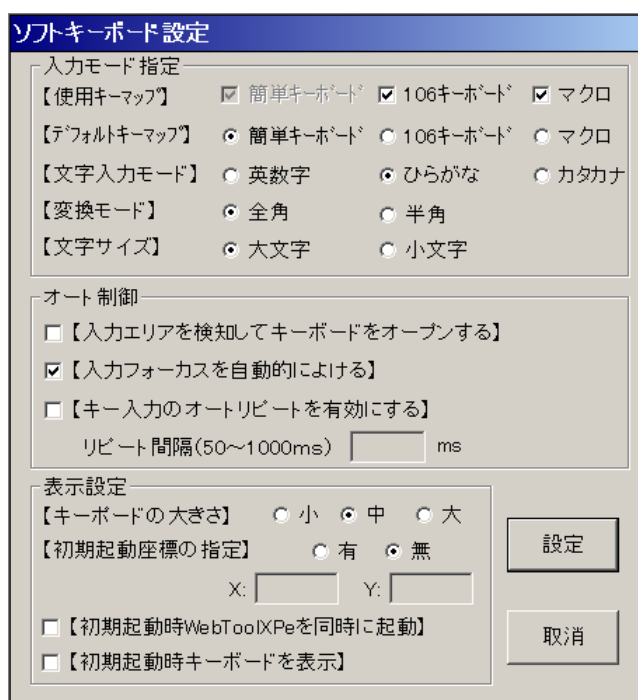 ソフトキーボード設定
入力モード指定
【使用キーマップ】 簡単キーボード 106キーボード マクロ
【デフォルトキーマップ】 簡単キーボード 106キーボード マクロ
【文字入力モード】 英数字 ひらがな カタカナ
【変換モード】 全角 半角
【文字サイズ】 大文字 小文字
オート制御
【入力エリアを検知してキーボードをオープンする】
【入力フォーカスを自動的によける】
【キー入力のオートリピートを有効にする】
リピート間隔(50～1000ms) ms
表示設定
【キーボードの大きさ】 小 中 大
【初期起動座標の指定】 有 無
X: Y:
【初期起動時WebToolXPeを同時に起動】
【初期起動時キーボードを表示】
設定
取消